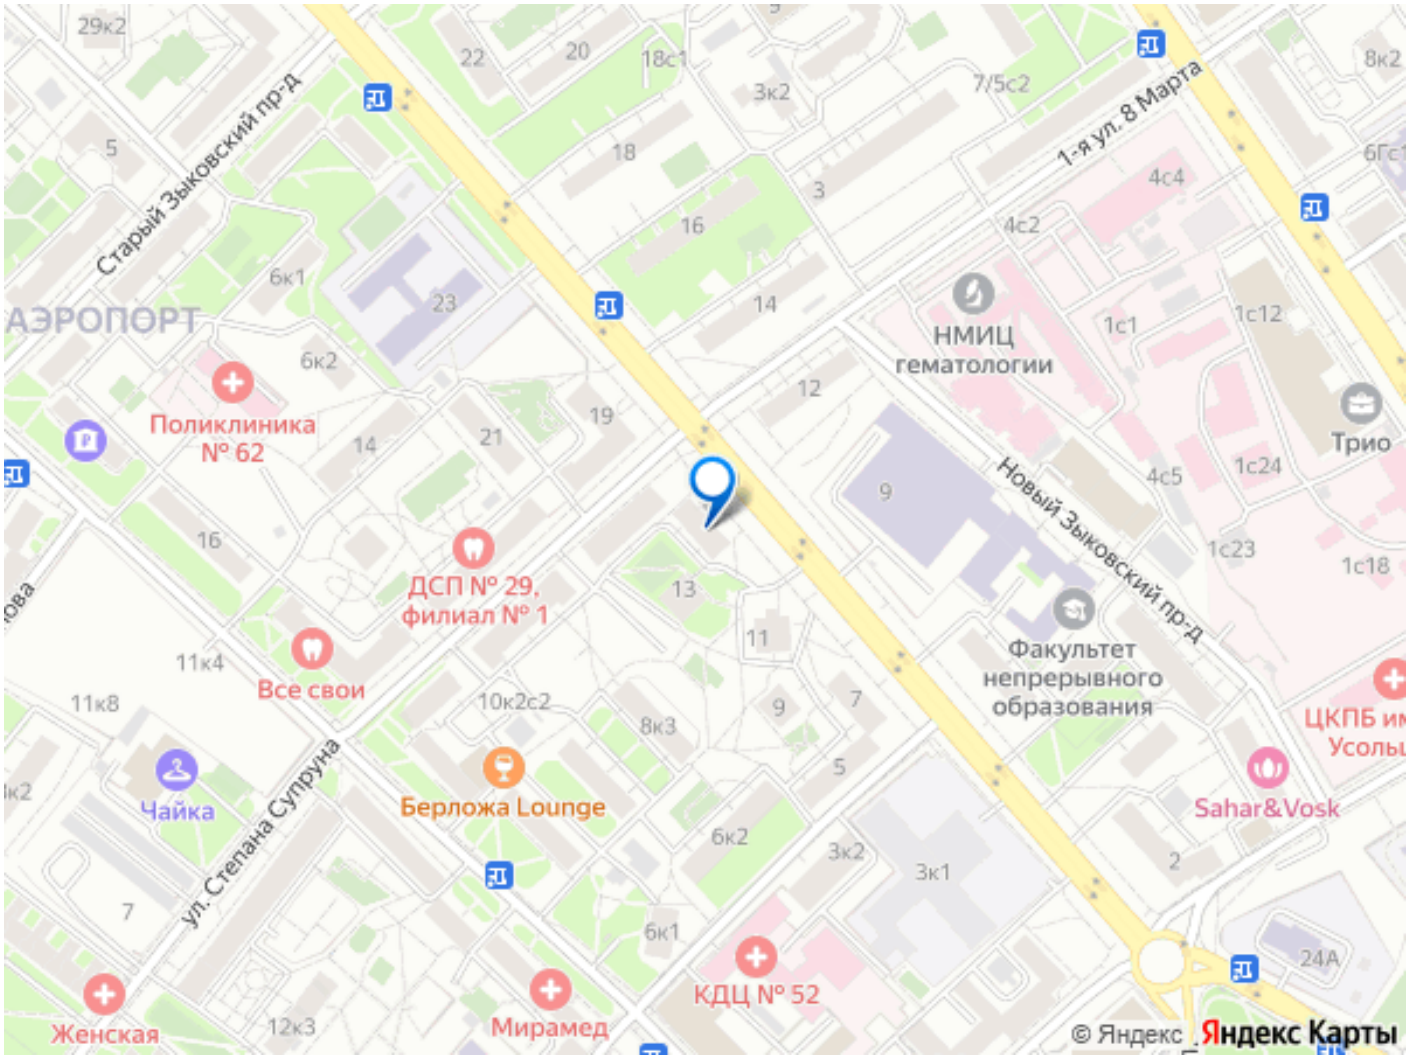 29к2
22
20
18с1
9
3к2
7/5с2
8к2
Старый Зыковский пр-д
5
18
3
1-я ул. 8 Марта
6Гс1
4с4
16
4с2
6к1
23
14
НМИЦ
гематологии
1с1
1с12
АЭРОПОРТ
6к2
12
Поликлиника
№ 62
14
21
19
Трио
4с5
1с24
9
Новый Зыковский пр-д
16
ДСП № 29,
филиал № 1
13
1с23
1с18
ова
11
Факультет
непрерывного
образования
11к4
Все свои
11к8
10к2с2
8к3
9
7
ЦКПБ им
Усольц
5
к2
Чайка
ул. Степана Супруна
Берложа Lounge
Sahar&Vosk
6к2
3к2
3к1
2
7
6к1
24А
КДЦ № 52
Женская
12к3
Мирамед
© Яндекс
Яндекс Карты